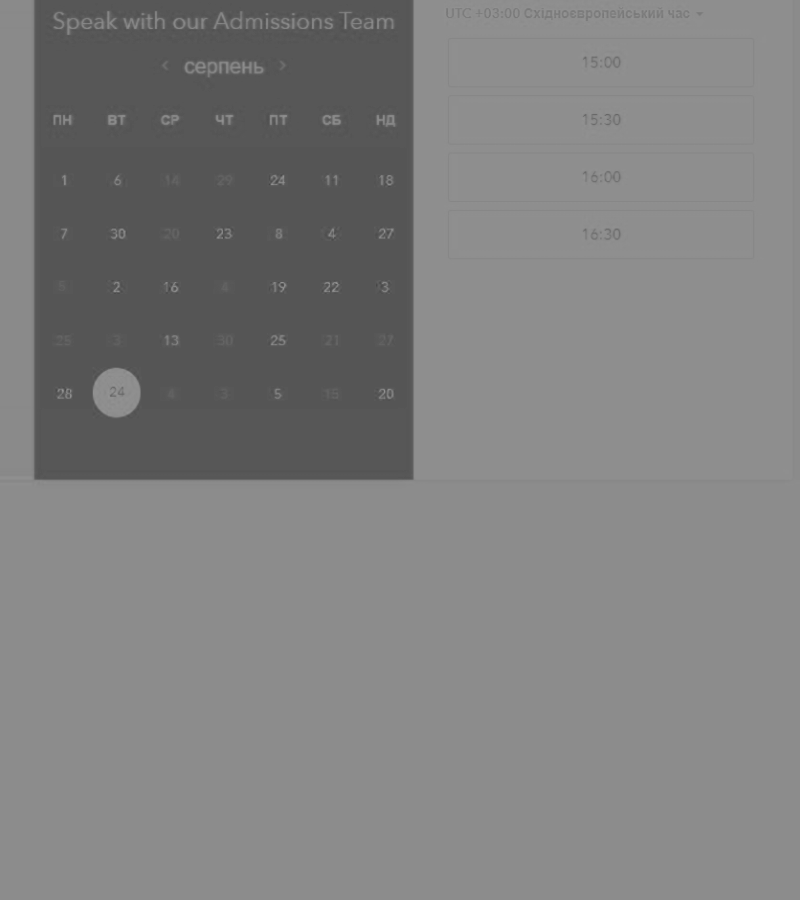 Speak with our Admissions Team
‹ серпень ›
ПН ВТ СР ЧТ ПТ СБ НД
1 6 14 29 24 11 18
7 30 20 23 8 4 27
5 2 16 4 19 22 3
25 3 13 30 25 21 27
28 24 4 3 5 15 20
UTC +03:00 Східноєвропейський час
15:00
15:30
16:00
16:30